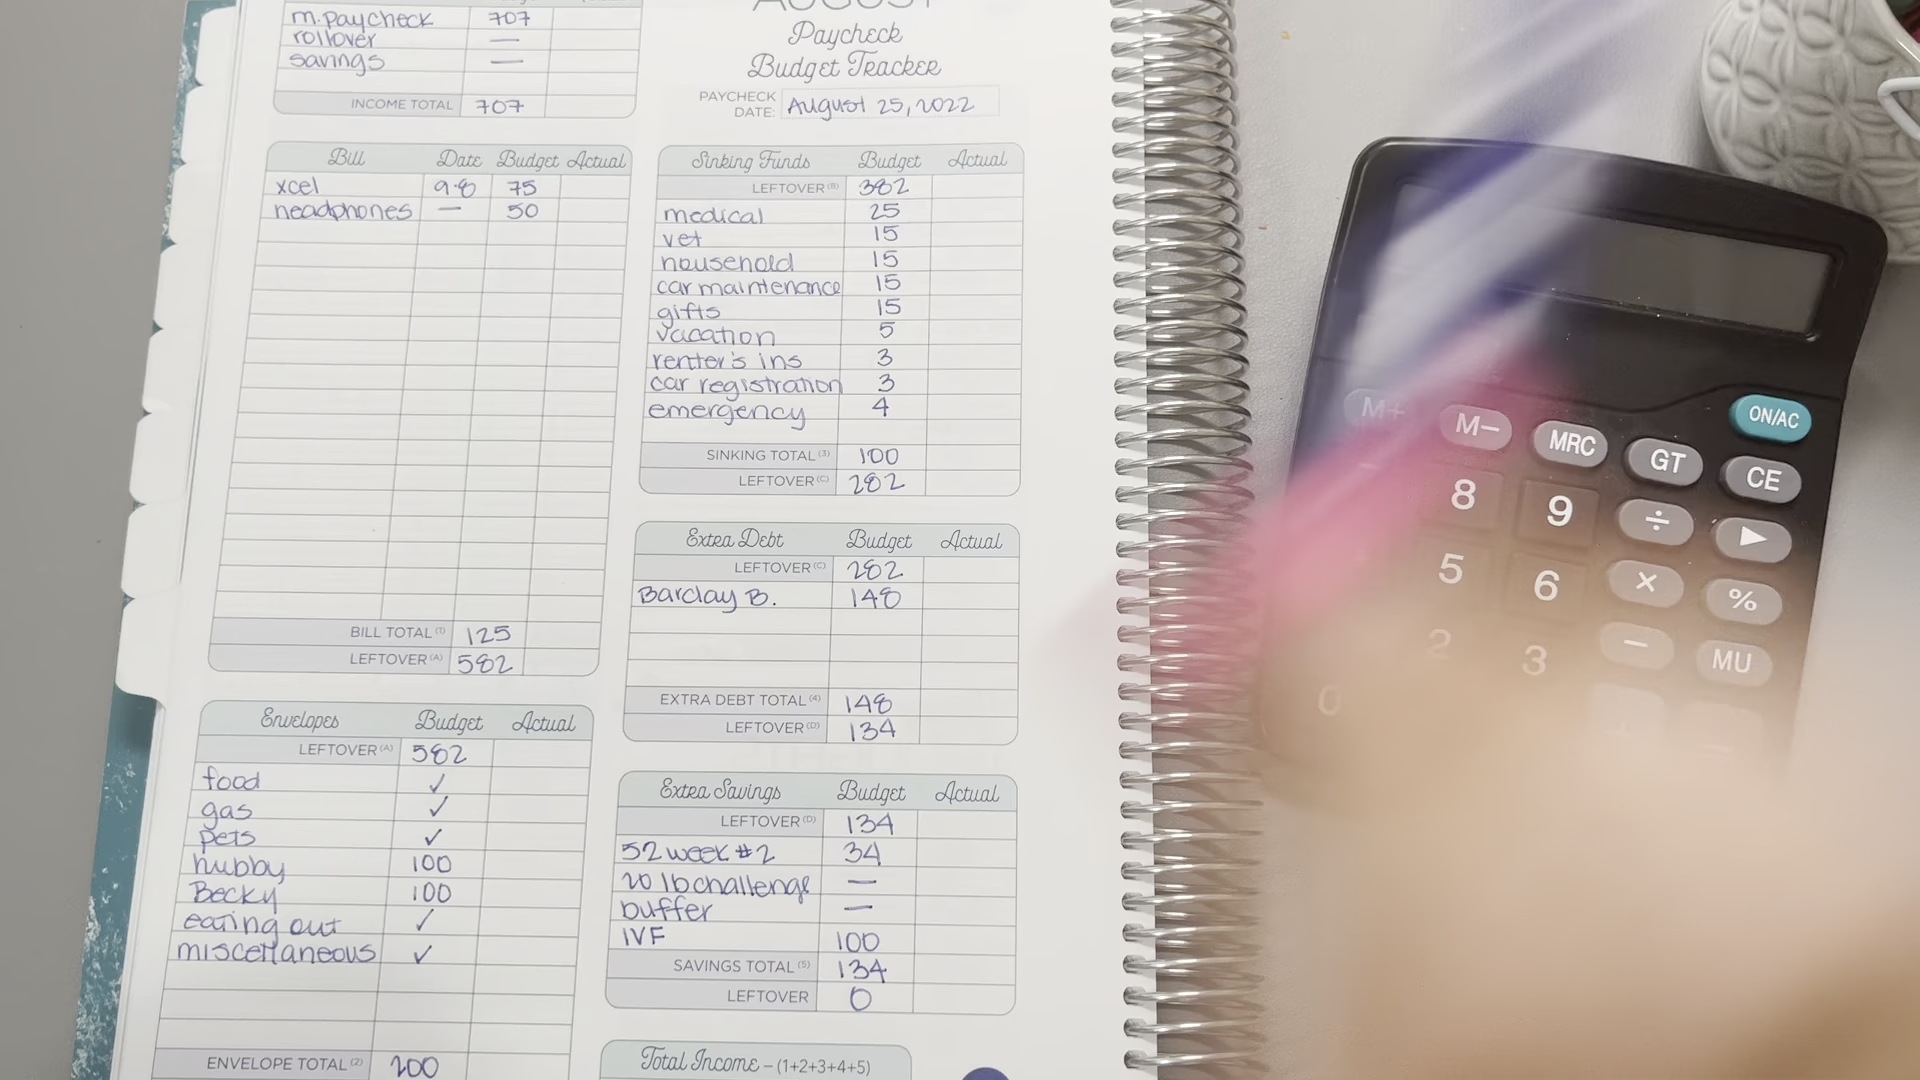 m. paycheck 707
rollover —
savings —
INCOME TOTAL 707
Paycheck
Budget Tracker
PAYCHECK DATE: August 25, 2022
Bill Date Budget Actual
xcel 9.8 75
headphones — 50
BILL TOTAL (1) 125
LEFTOVER (A) 582
Envelopes Budget Actual
LEFTOVER (A) 582
food ✓
gas ✓
pets ✓
hubby 100
Becky 100
eating out ✓
miscellaneous ✓
ENVELOPE TOTAL (2) 200
Sinking Funds Budget Actual
LEFTOVER (B) 382
medical 25
vet 15
household 15
car maintenance 15
gifts 15
vacation 5
renter's ins 3
car registration 3
emergency 4
SINKING TOTAL (3) 100
LEFTOVER (C) 282
Extra Debt Budget Actual
LEFTOVER (C) 282
Barclay B. 148
EXTRA DEBT TOTAL (4) 148
LEFTOVER (D) 134
Extra Savings Budget Actual
LEFTOVER (D) 134
52 week #2 34
20 lb challenge —
buffer —
IVF 100
SAVINGS TOTAL (5) 134
LEFTOVER 0
Total Income – (1+2+3+4+5)
ON/AC
M+ M− MRC GT CE
8 9 ÷ ▶
5 6 × %
2 3 − MU
0